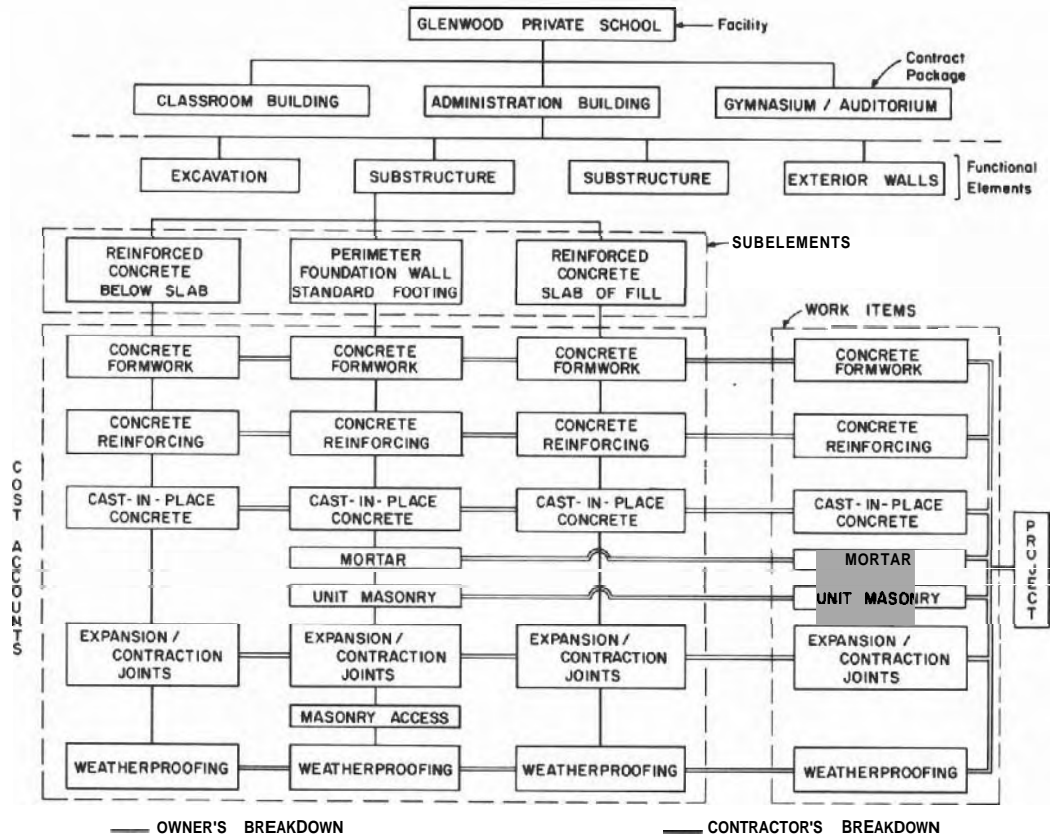 GLENWOOD PRIVATE SCHOOL
Facility
Contract
Package
CLASSROOM BUILDING
ADMINISTRATION BUILDING
GYMNASIUM / AUDITORIUM
EXCAVATION
SUBSTRUCTURE
SUBSTRUCTURE
EXTERIOR WALLS
Functional
Elements
SUBELEMENTS
REINFORCED
CONCRETE
BELOW SLAB
PERIMETER
FOUNDATION WALL
STANDARD FOOTING
REINFORCED
CONCRETE
SLAB OF FILL
WORK ITEMS
CONCRETE
FORMWORK
CONCRETE
FORMWORK
CONCRETE
FORMWORK
CONCRETE
FORMWORK
CONCRETE
REINFORCING
CONCRETE
REINFORCING
CONCRETE
REINFORCING
CONCRETE
REINFORCING
CAST-IN-PLACE
CONCRETE
CAST-IN-PLACE
CONCRETE
CAST-IN-PLACE
CONCRETE
CAST-IN-PLACE
CONCRETE
MORTAR
MORTAR
UNIT MASONRY
UNIT MASONRY
EXPANSION/
CONTRACTION
JOINTS
EXPANSION/
CONTRACTION
JOINTS
EXPANSION/
CONTRACTION
JOINTS
EXPANSION/
CONTRACTION
JOINTS
MASONRY ACCESS
WEATHERPROOFING
WEATHERPROOFING
WEATHERPROOFING
WEATHERPROOFING
COST ACCOUNTS
PROJECT
OWNER'S BREAKDOWN
CONTRACTOR'S BREAKDOWN